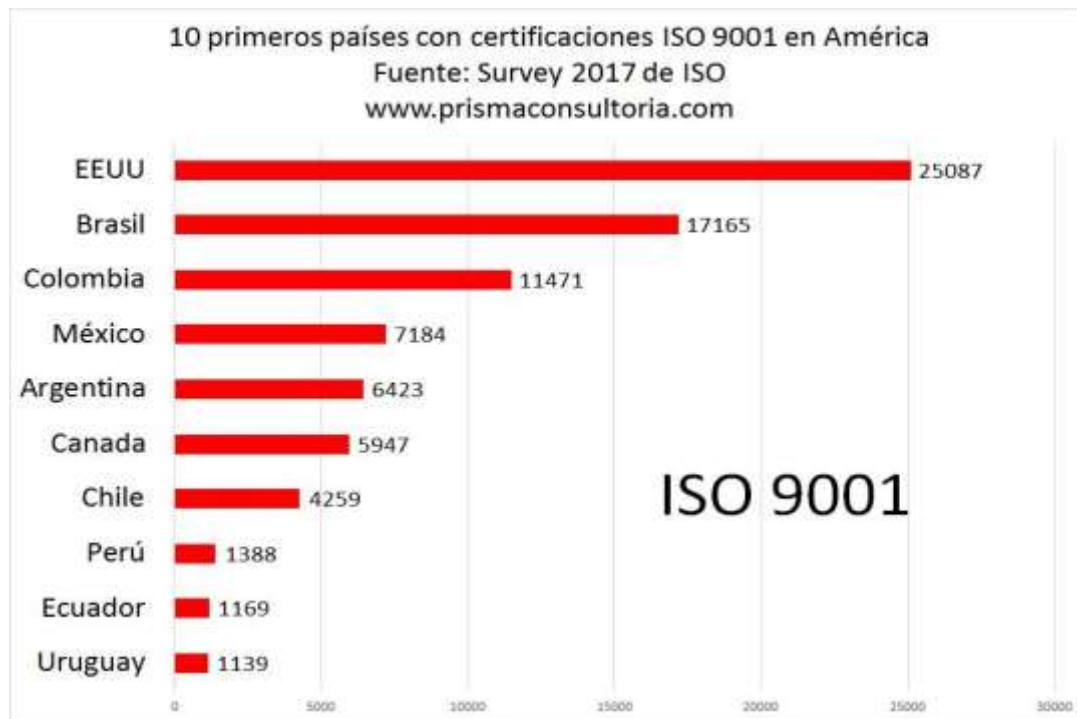 10 primeros países con certificaciones ISO 9001 en América
Fuente: Survey 2017 de ISO
www.prismaconsultoria.com
EEUU 25087
Brasil 17165
Colombia 11471
México 7184
Argentina 6423
Canada 5947
Chile 4259
ISO 9001
Perú 1388
Ecuador 1169
Uruguay 1139
0 5000 10000 15000 20000 25000 30000